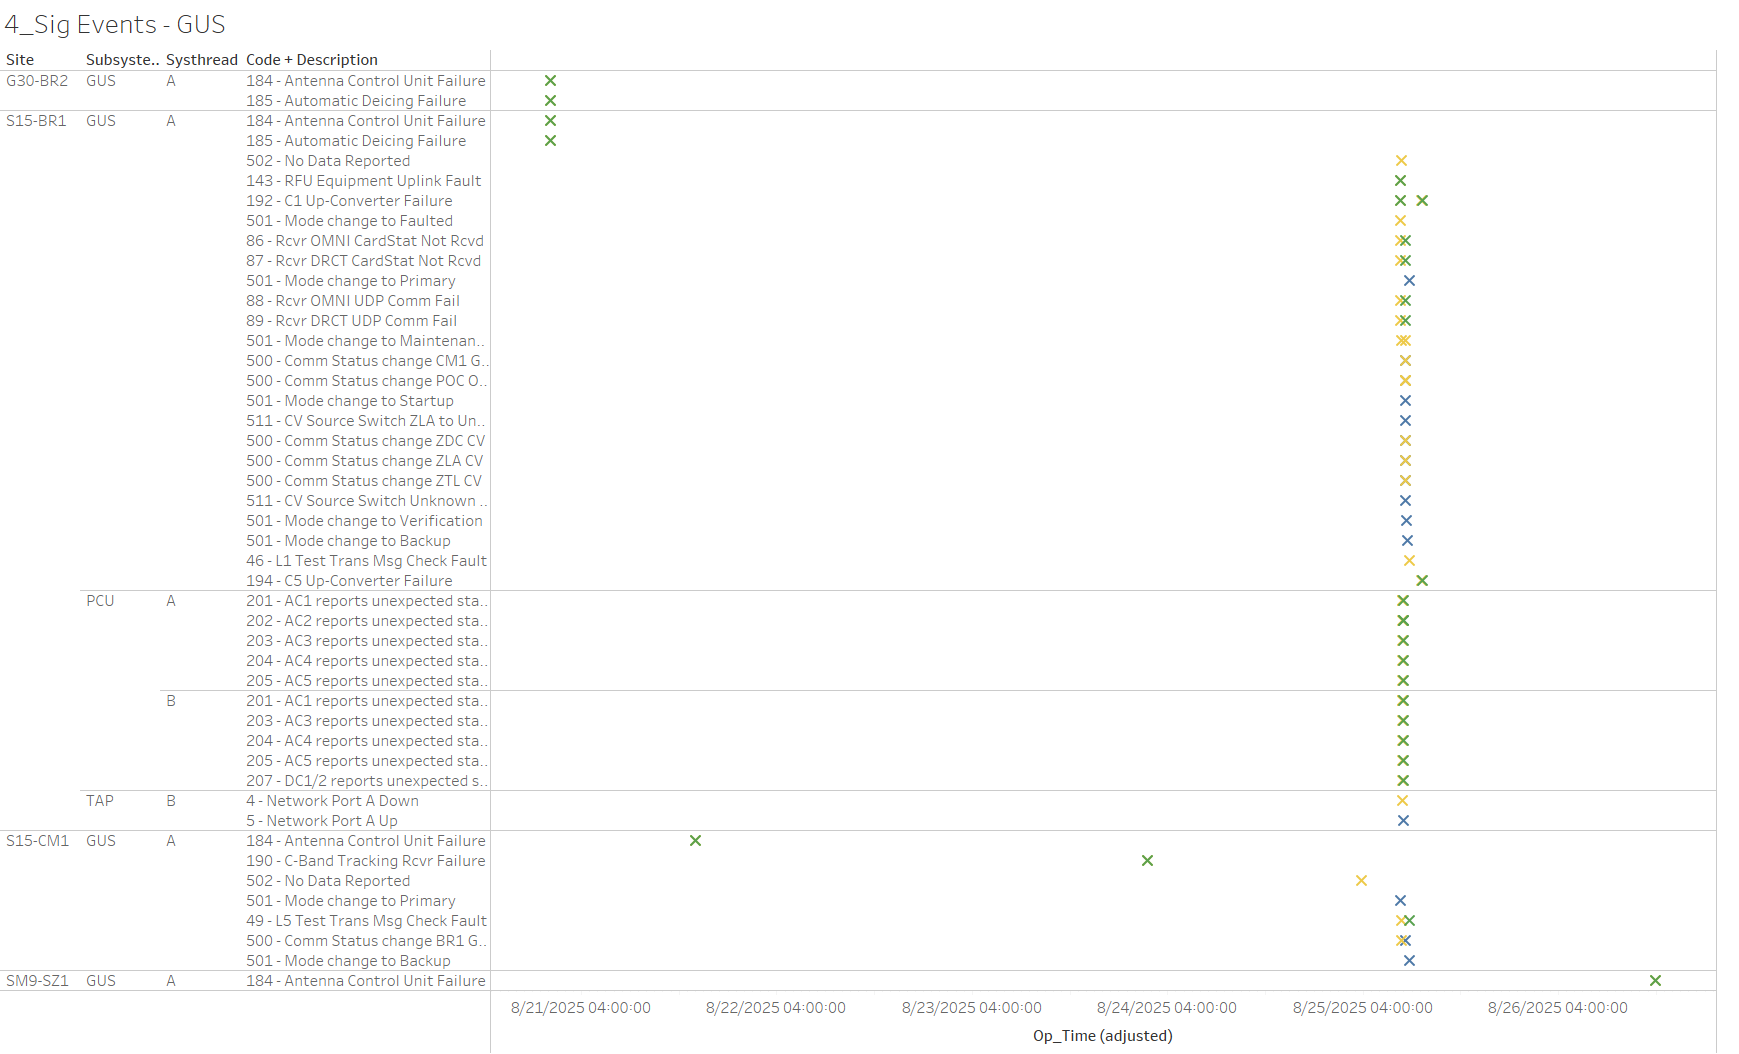 4_Sig Events - GUS
Site Subsyste.. Systhread Code + Description
G30-BR2 GUS A 184 - Antenna Control Unit Failure
185 - Automatic Deicing Failure
S15-BR1 GUS A 184 - Antenna Control Unit Failure
185 - Automatic Deicing Failure
502 - No Data Reported
143 - RFU Equipment Uplink Fault
192 - C1 Up-Converter Failure
501 - Mode change to Faulted
86 - Rcvr OMNI CardStat Not Rcvd
87 - Rcvr DRCT CardStat Not Rcvd
501 - Mode change to Primary
88 - Rcvr OMNI UDP Comm Fail
89 - Rcvr DRCT UDP Comm Fail
501 - Mode change to Maintenan..
500 - Comm Status change CM1 G..
500 - Comm Status change POC O..
501 - Mode change to Startup
511 - CV Source Switch ZLA to Un..
500 - Comm Status change ZDC CV
500 - Comm Status change ZLA CV
500 - Comm Status change ZTL CV
511 - CV Source Switch Unknown ..
501 - Mode change to Verification
501 - Mode change to Backup
46 - L1 Test Trans Msg Check Fault
194 - C5 Up-Converter Failure
PCU A 201 - AC1 reports unexpected sta..
202 - AC2 reports unexpected sta..
203 - AC3 reports unexpected sta..
204 - AC4 reports unexpected sta..
205 - AC5 reports unexpected sta..
B 201 - AC1 reports unexpected sta..
203 - AC3 reports unexpected sta..
204 - AC4 reports unexpected sta..
205 - AC5 reports unexpected sta..
207 - DC1/2 reports unexpected s..
TAP B 4 - Network Port A Down
5 - Network Port A Up
S15-CM1 GUS A 184 - Antenna Control Unit Failure
190 - C-Band Tracking Rcvr Failure
502 - No Data Reported
501 - Mode change to Primary
49 - L5 Test Trans Msg Check Fault
500 - Comm Status change BR1 G..
501 - Mode change to Backup
SM9-SZ1 GUS A 184 - Antenna Control Unit Failure
8/21/2025 04:00:00 8/22/2025 04:00:00 8/23/2025 04:00:00 8/24/2025 04:00:00 8/25/2025 04:00:00 8/26/2025 04:00:00
Op_Time (adjusted)